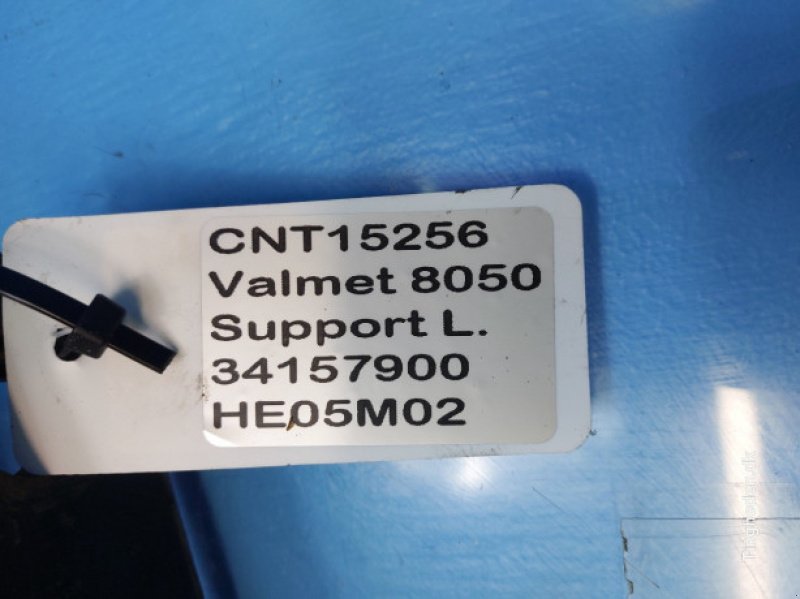 CNT15256
Valmet 8050
Support L.
34157900
HE05M02